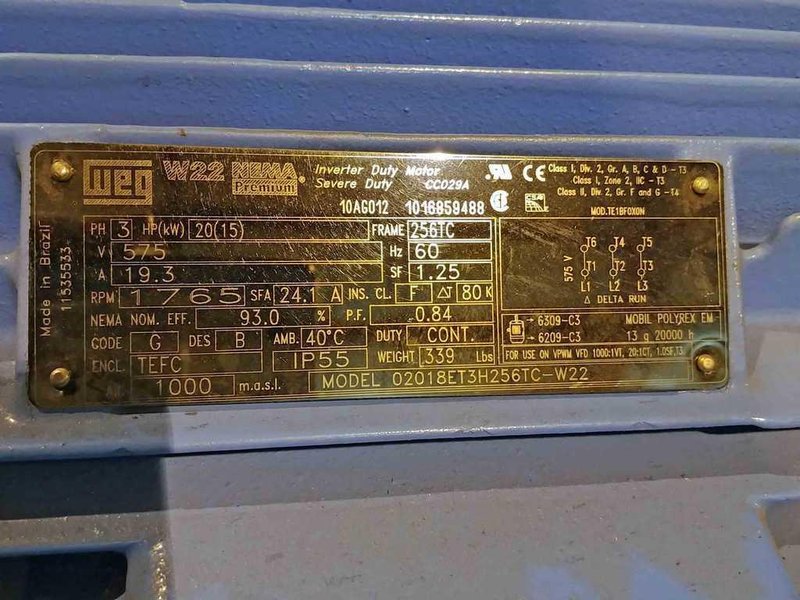 WEG W22 NEMA Premium® Inverter Duty Motor
Severe Duty CC029A
CE
Class I, Div. 2, Gr. A, B, C & D - T3
Class I, Zone 2, IIC - T3
Class II, Div. 2, Gr. F and G - T4
10AG012 1016959488
MOD.TE1BF0X0N
Made in Brazil
11535533
PH 3 HP(kW) 20(15) FRAME 256TC
V 575 Hz 60
A 19.3 SF 1.25
RPM 1765 SFA 24.1 A INS. CL. F ΔT 80 K
NEMA NOM. EFF. 93.0 % P.F. 0.84
CODE G DES B AMB. 40°C DUTY CONT.
ENCL. TEFC IP55 WEIGHT 339 Lbs
1000 m.a.s.l. MODEL 02018ET3H256TC-W22
575 V
T6 T4 T5
T1 T2 T3
L1 L2 L3
Δ DELTA RUN
6309-C3 MOBIL POLYREX EM
6209-C3 13 g 20000 h
FOR USE ON VPWM VFD 1000:1VT, 20:1CT, 1.0SF,T3